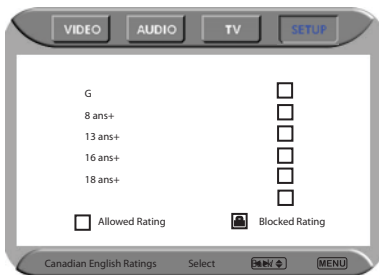 VIDEO AUDIO TV SETUP
G
8 ans+
13 ans+
16 ans+
18 ans+
Allowed Rating Blocked Rating
Canadian English Ratings Select MENU